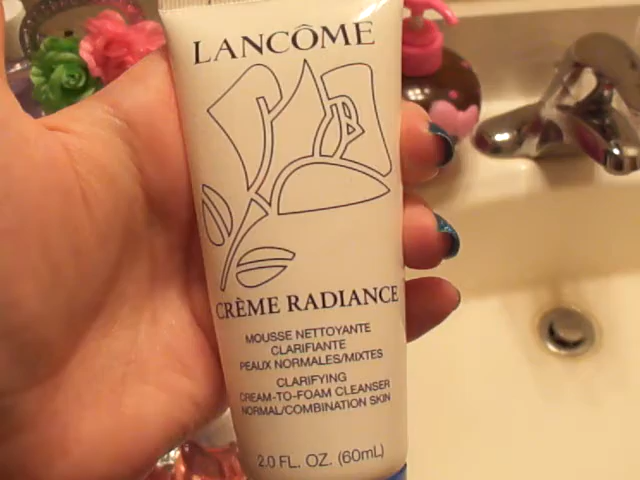 LANCÔME
CRÈME RADIANCE
MOUSSE NETTOYANTE
CLARIFIANTE
PEAUX NORMALES/MIXTES
CLARIFYING
CREAM-TO-FOAM CLEANSER
NORMAL/COMBINATION SKIN
2.0 FL. OZ. (60mL)